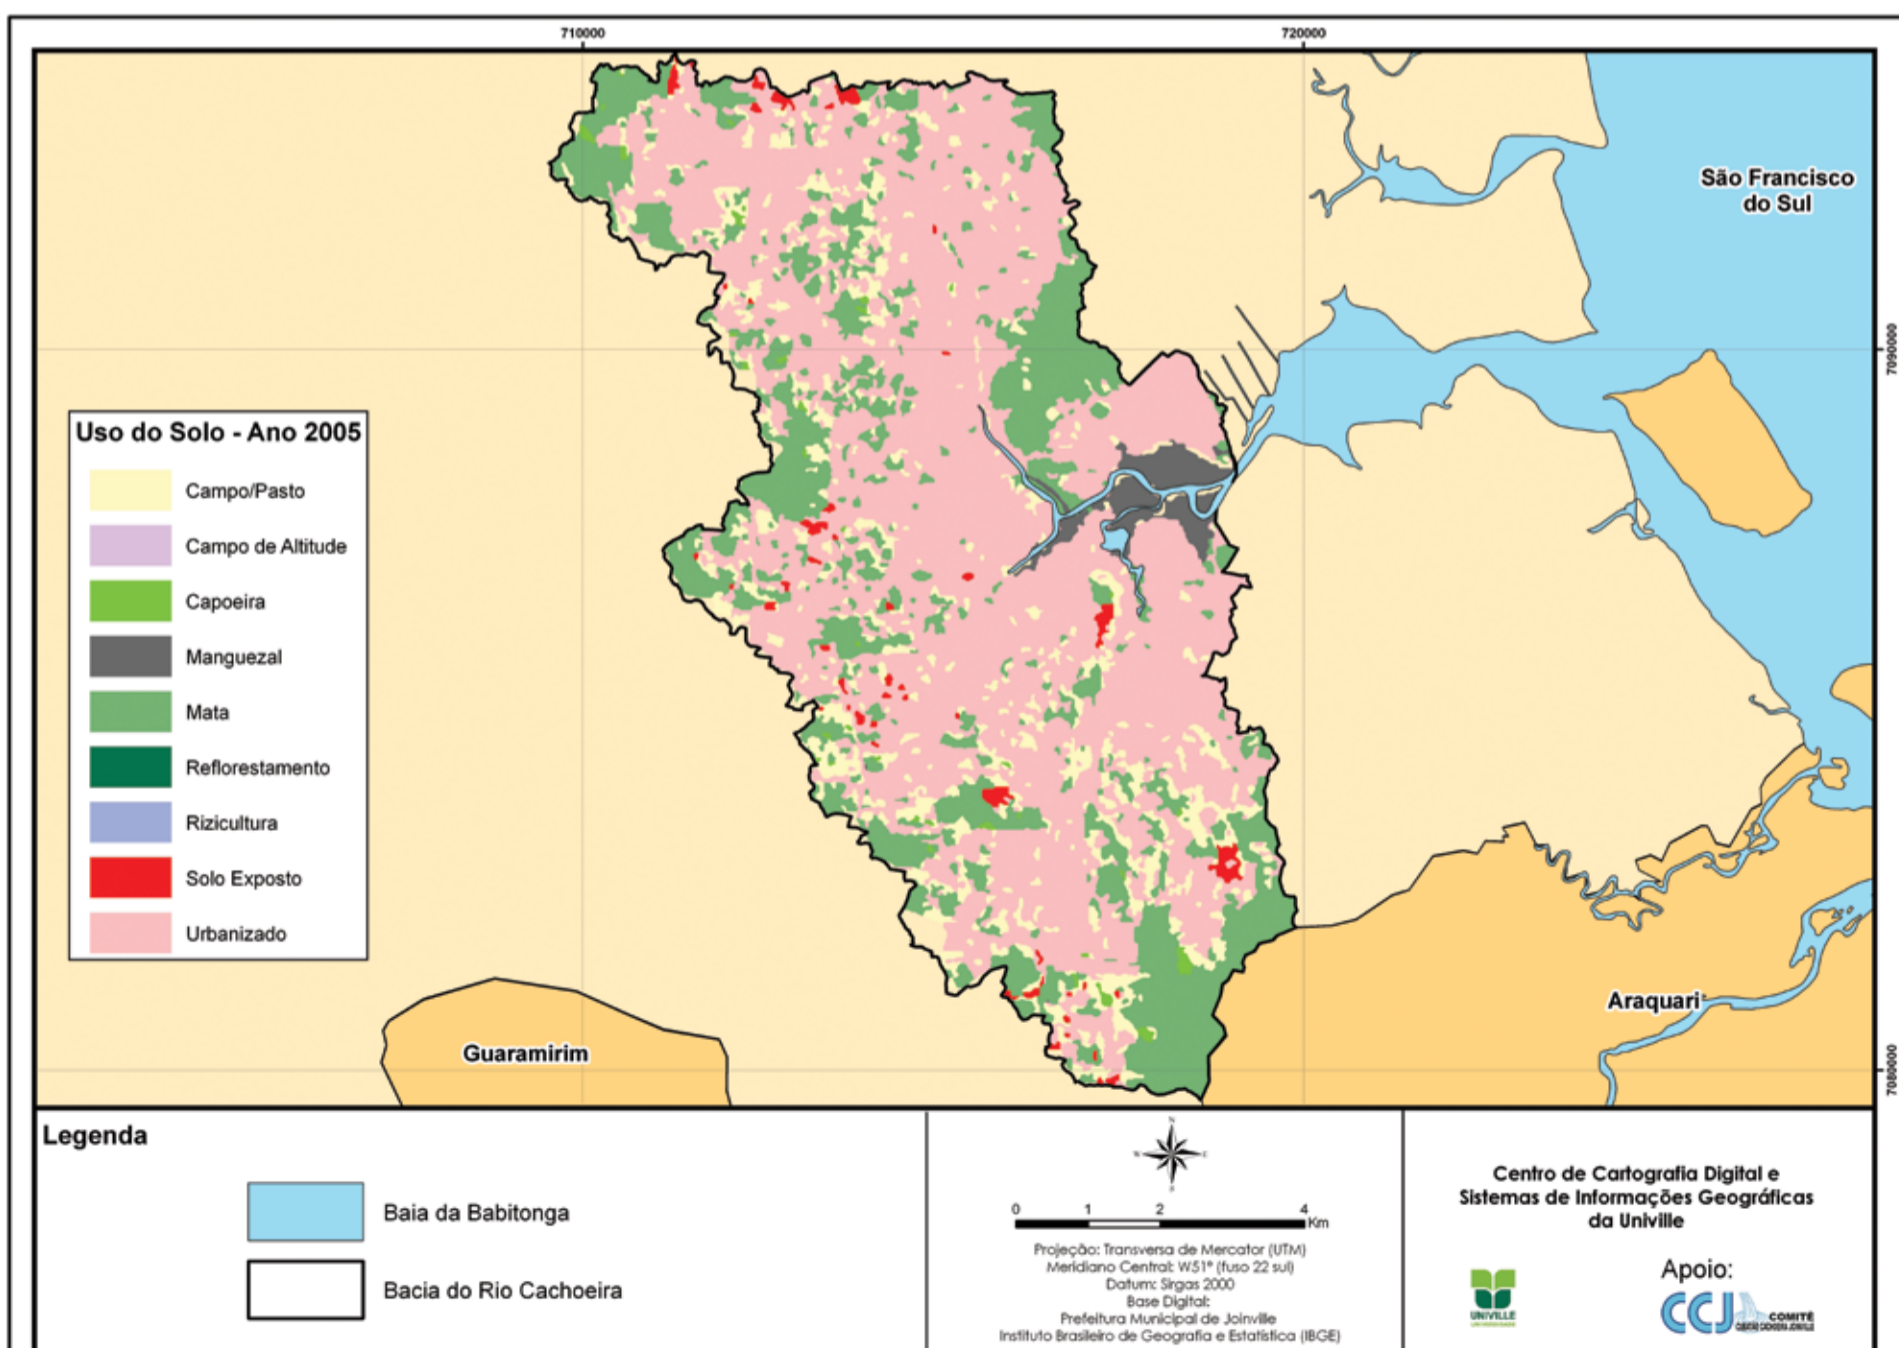 710000
720000
São Francisco
do Sul
7090000
Uso do Solo - Ano 2005
Campo/Pasto
Campo de Altitude
Capoeira
Manguezal
Mata
Reflorestamento
Rizicultura
Solo Exposto
Urbanizado
Guaramirim
Araquari
7080000
Legenda
Baia da Babitonga
Bacia do Rio Cachoeira
N
W
E
S
0 1 2 4
Km
Projeção: Transversa de Mercator (UTM)
Meridiano Central: W51° (fuso 22 sul)
Datum: Sirgas 2000
Base Digital:
Prefeitura Municipal de Joinville
Instituto Brasileiro de Geografia e Estatística (IBGE)
Centro de Cartografia Digital e
Sistemas de Informações Geográficas
da Univille
Apoio:
UNIVILLE
CCJ COMITÊ